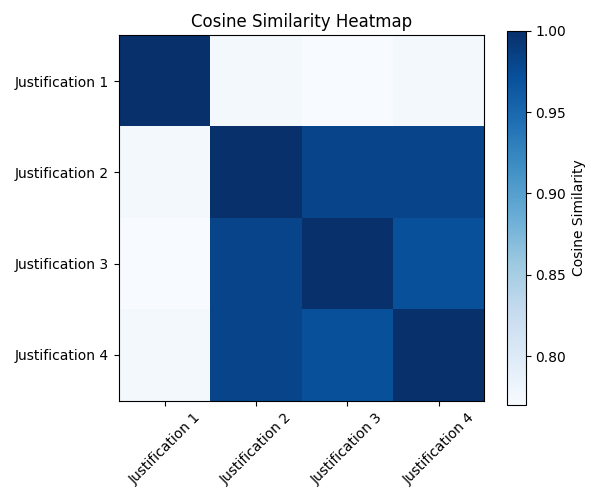 Cosine Similarity Heatmap
Justification 1
Justification 2
Justification 3
Justification 4
Justification 1
Justification 2
Justification 3
Justification 4
1.00
0.95
0.90
0.85
0.80
Cosine Similarity